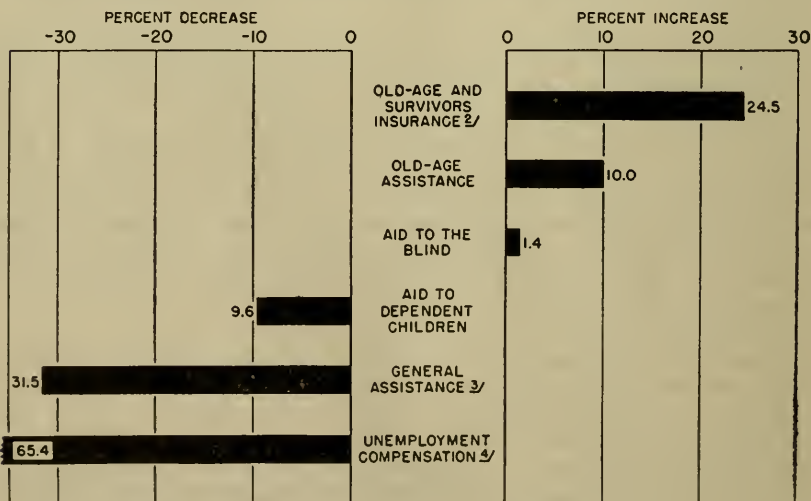 PERCENT DECREASE
PERCENT INCREASE
-30 -20 -10 0
0 10 20 30
OLD-AGE AND
SURVIVORS
INSURANCE 2/
24.5
OLD-AGE
ASSISTANCE
10.0
AID TO THE
BLIND
1.4
9.6
AID TO
DEPENDENT
CHILDREN
31.5
GENERAL
ASSISTANCE 3/
65.4
UNEMPLOYMENT
COMPENSATION 4/